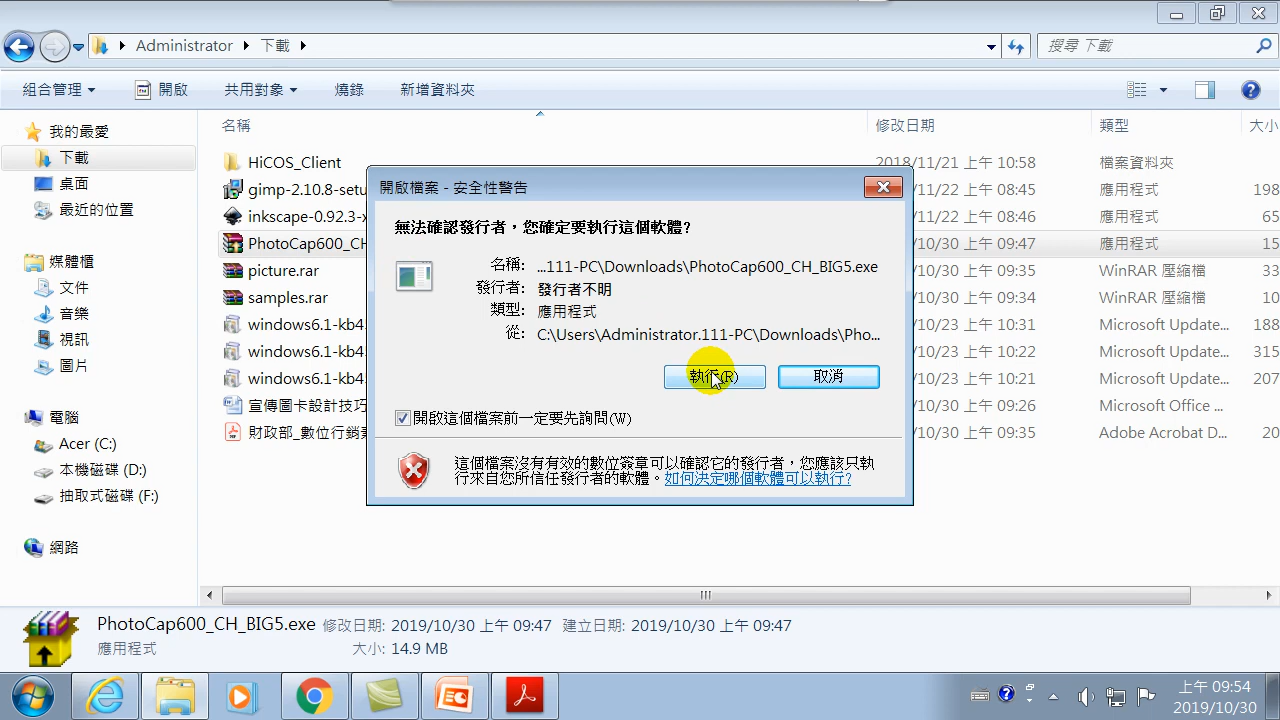 Administrator 下載
搜尋 下載
組合管理 開啟 共用對象 燒錄 新增資料夾
名稱 修改日期 類型 大小
我的最愛
下載
桌面
最近的位置
媒體櫃
文件
音樂
視訊
圖片
電腦
Acer (C:)
本機磁碟 (D:)
抽取式磁碟 (F:)
網路
HiCOS_Client 2018/11/21 上午 10:58 檔案資料夾
gimp-2.10.8-setu /11/22 上午 08:45 應用程式 198
inkscape-0.92.3-x /11/22 上午 08:46 應用程式 65
PhotoCap600_CH /10/30 上午 09:47 應用程式 15
picture.rar /10/30 上午 09:35 WinRAR 壓縮檔 33
samples.rar /10/30 上午 09:34 WinRAR 壓縮檔
windows6.1-kb4 /10/23 上午 10:31 Microsoft Update... 188
windows6.1-kb4 /10/23 上午 10:22 Microsoft Update... 315
windows6.1-kb4 /10/23 上午 10:21 Microsoft Update... 207
宣傳圖卡設計技巧 /10/30 上午 09:26 Microsoft Office ...
財政部_數位行銷素 /10/30 上午 09:35 Adobe Acrobat D... 20
開啟檔案 - 安全性警告
無法確認發行者，您確定要執行這個軟體?
名稱: ...111-PC\Downloads\PhotoCap600_CH_BIG5.exe
發行者: 發行者不明
類型: 應用程式
從: C:\Users\Administrator.111-PC\Downloads\Pho...
執行(R) 取消
開啟這個檔案前一定要先詢問(W)
這個檔案沒有有效的數位簽章可以確認它的發行者，您應該只執
行來自您所信任發行者的軟體。如何決定哪個軟體可以執行?
PhotoCap600_CH_BIG5.exe 修改日期: 2019/10/30 上午 09:47 建立日期: 2019/10/30 上午 09:47
應用程式 大小: 14.9 MB
上午 09:54
2019/10/30